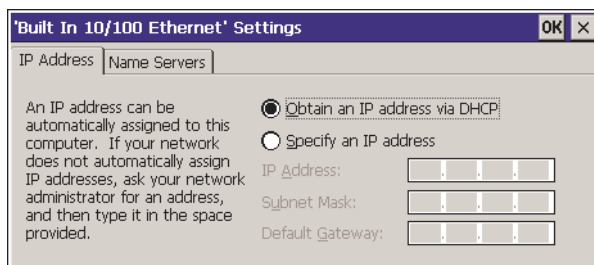 'Built In 10/100 Ethernet' Settings
OK ×
IP Address
Name Servers
An IP address can be
automatically assigned to this
computer. If your network
does not automatically assign
IP addresses, ask your network
administrator for an address,
and then type it in the space
provided.
Obtain an IP address via DHCP
Specify an IP address
IP Address:
Subnet Mask:
Default Gateway: